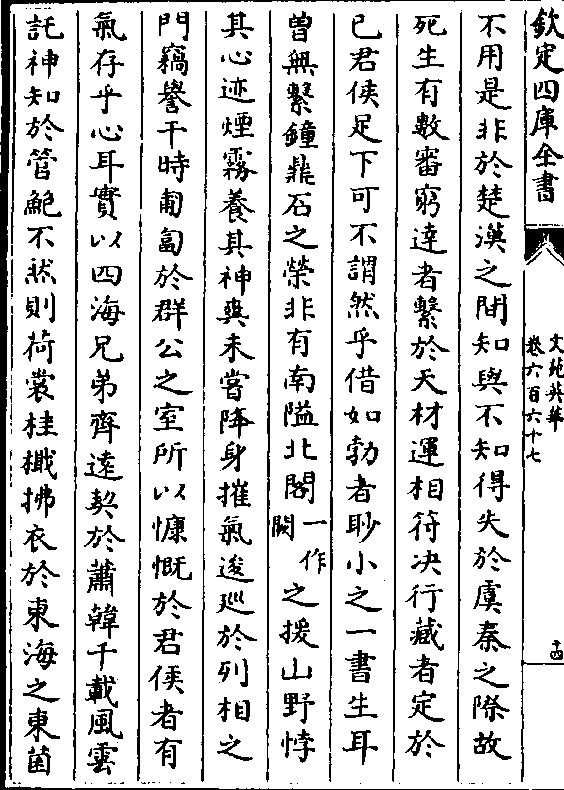 欽定四庫全書
文苑英華
卷六百六十七
十四
不用是非於楚漢之間知與不知得失於虞秦之際故
死生有數審窮達者繫於天材運相符決行藏者定於
已君侯足下可不謂然乎借如勃者眇小之一書生耳
曽無繫鐘鼎石之榮非有南隘北閣一作闕之援山野悖
其心迹煙霧養其神爽未嘗降身摧氣逡廵於列相之
門竊譽干時匍匐於群公之室所以慷慨於君侯者有
氣存乎心耳實以四海兄弟齊遠契於蕭韓千載風雲
託神知於管鮑不然則荷裳桂檝拂衣於東海之東菌